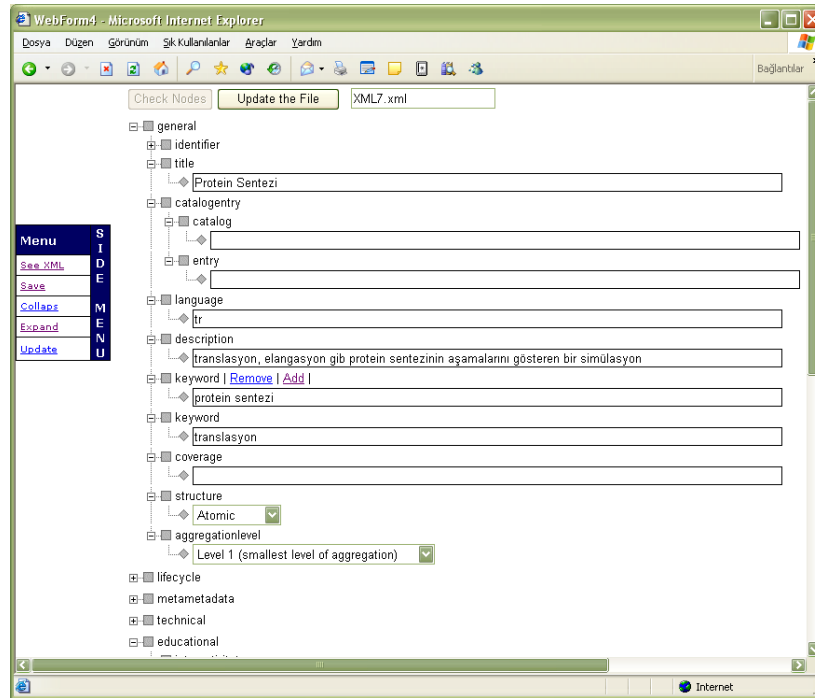 WebForm4 - Microsoft Internet Explorer
Dosya Düzen Görünüm Sık Kullanılanlar Araçlar Yardım
Bağlantılar
Check Nodes Update the File XML7.xml
general
identifier
title
Protein Sentezi
catalogentry
catalog
entry
language
tr
description
translasyon, elangasyon gib protein sentezinin aşamalarını gösteren bir simülasyon
keyword | Remove | Add |
protein sentezi
keyword
translasyon
coverage
structure
Atomic
aggregationlevel
Level 1 (smallest level of aggregation)
lifecycle
metametadata
technical
educational
Menu
See XML
Save
Collaps
Expand
Update
SIDE MENU
Internet